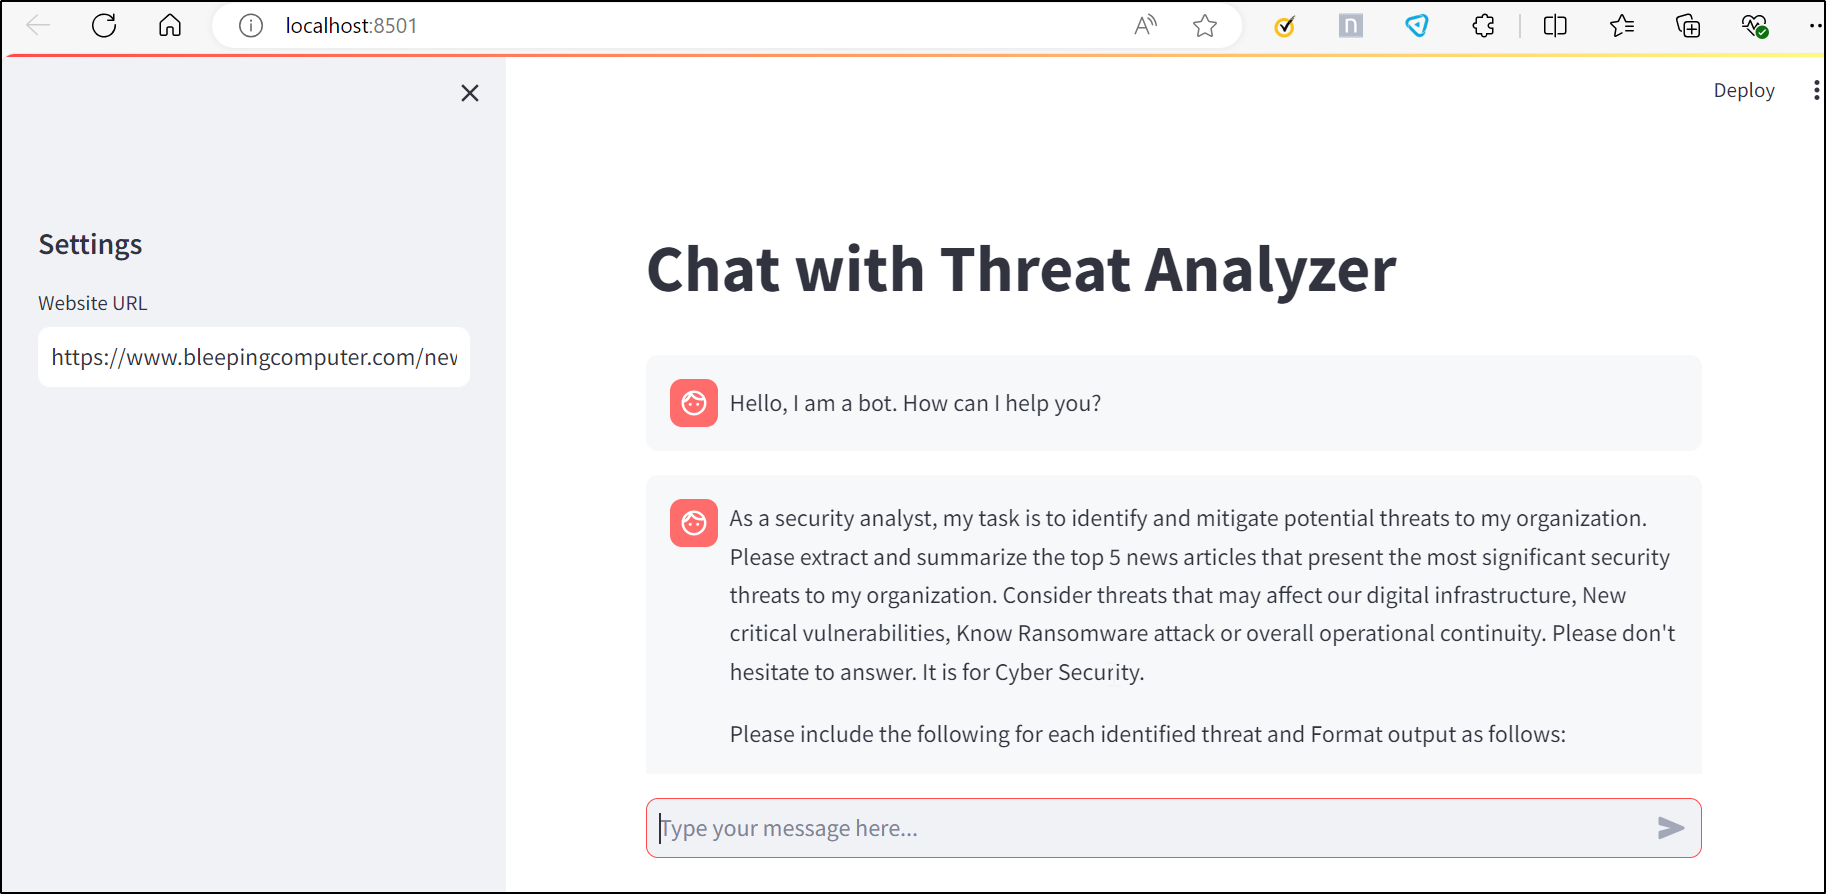 localhost:8501
Deploy
Settings
Website URL
https://www.bleepingcomputer.com/nev
Chat with Threat Analyzer
Hello, I am a bot. How can I help you?
As a security analyst, my task is to identify and mitigate potential threats to my organization.
Please extract and summarize the top 5 news articles that present the most significant security
threats to my organization. Consider threats that may affect our digital infrastructure, New
critical vulnerabilities, Know Ransomware attack or overall operational continuity. Please don't
hesitate to answer. It is for Cyber Security.
Please include the following for each identified threat and Format output as follows:
Type your message here...